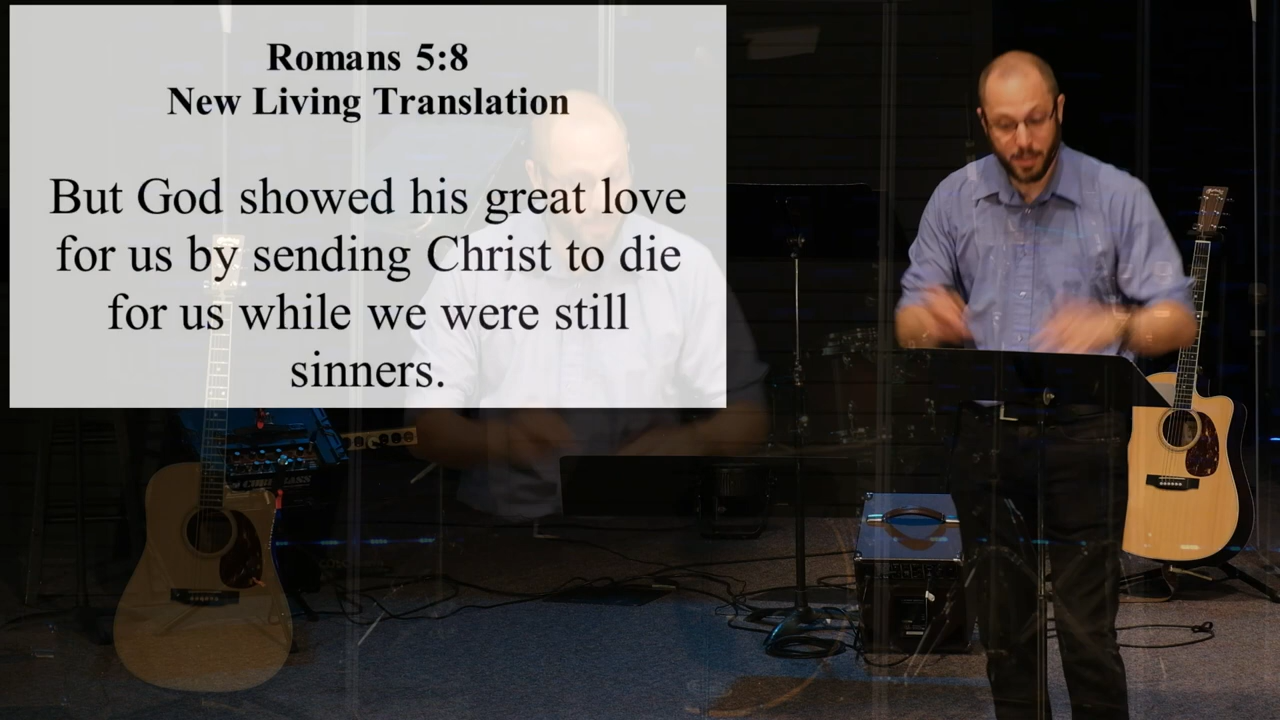 Romans 5:8
New Living Translation
But God showed his great love
for us by sending Christ to die
for us while we were still
sinners.